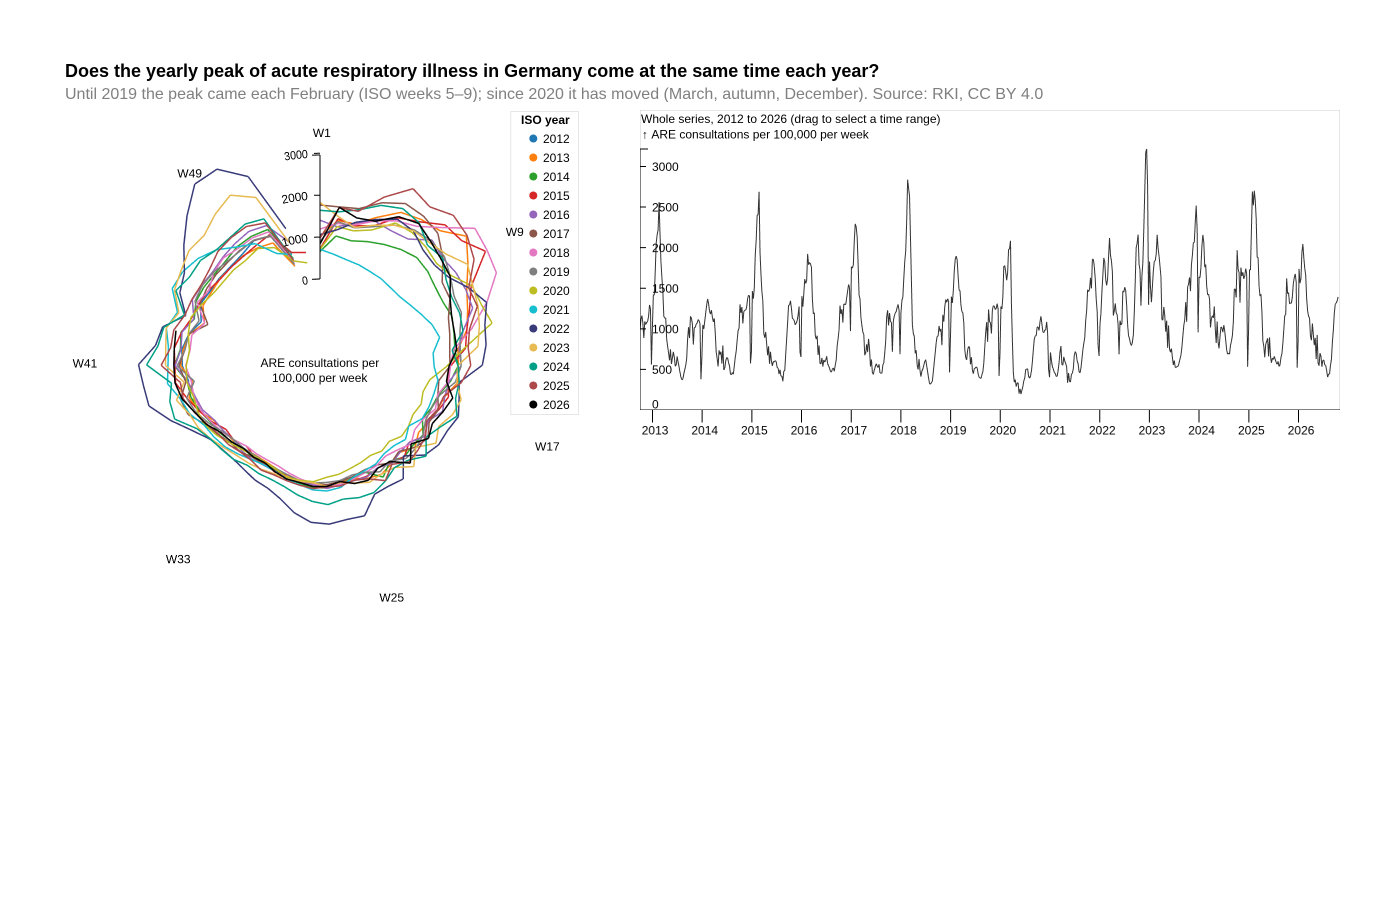 Does the yearly peak of acute respiratory illness in Germany come at the same time each year?
Until 2019 the peak came each February (ISO weeks 5–9); since 2020 it has moved (March, autumn, December). Source: RKI, CC BY 4.0
W1
W9
W17
W25
W33
W41
W49
3000
2000
1000
0
ARE consultations per
100,000 per week
ISO year
2012
2013
2014
2015
2016
2017
2018
2019
2020
2021
2022
2023
2024
2025
2026
Whole series, 2012 to 2026 (drag to select a time range)
↑ ARE consultations per 100,000 per week
3000
2500
2000
1500
1000
500
0
2013 2014 2015 2016 2017 2018 2019 2020 2021 2022 2023 2024 2025 2026